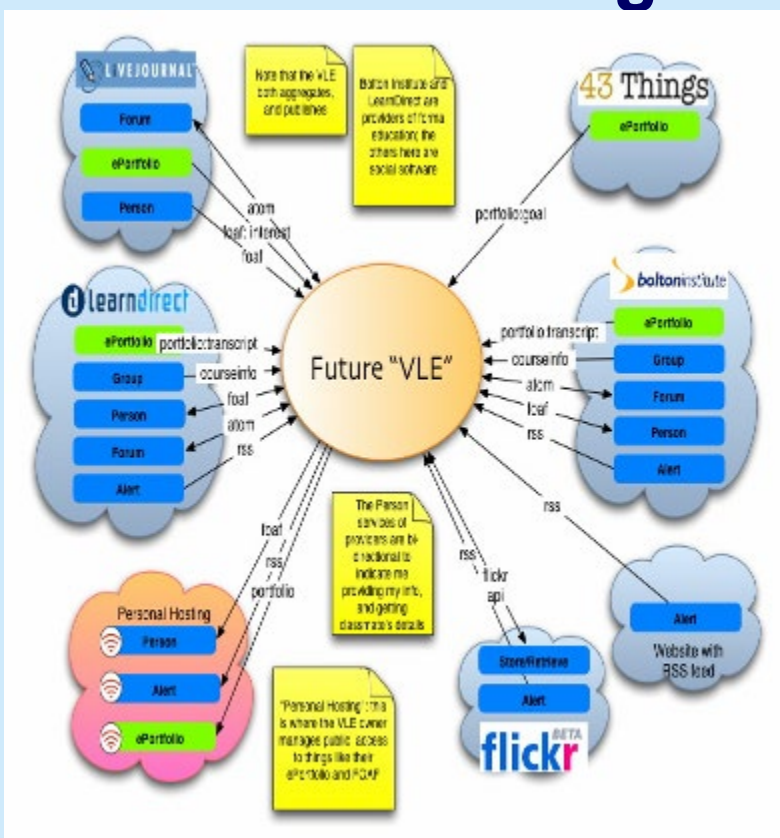 LIVEJOURNAL
Forum
ePortfolio
Person
Note that the VLE
both aggregates,
and publishes
Bolton Institute and
LearnDirect are
providers of formal
education; the
others here are
social software
43 Things
ePortfolio
atom
foaf: interest
foaf
portfolio:goal
learndirect
ePortfolio
Group
Person
Forum
Alert
portfolio:transcript
courseinfo
foaf
atom
rss
Future "VLE"
boltoninstitute
ePortfolio
Group
Forum
Person
Alert
portfolio:transcript
courseinfo
atom
foaf
rss
foaf
rss
portfolio
The Person
services of
providers are bi-
directional to
indicate me
providing my info,
and getting
classmate's details
rss
flickr
api
rss
Personal Hosting
Person
Alert
ePortfolio
"Personal Hosting": this
is where the VLE owner
manages public access
to things like their
ePortfolio and FOAF
Store/Retrieve
Alert
BETA
flickr
Alert
Website with
RSS feed